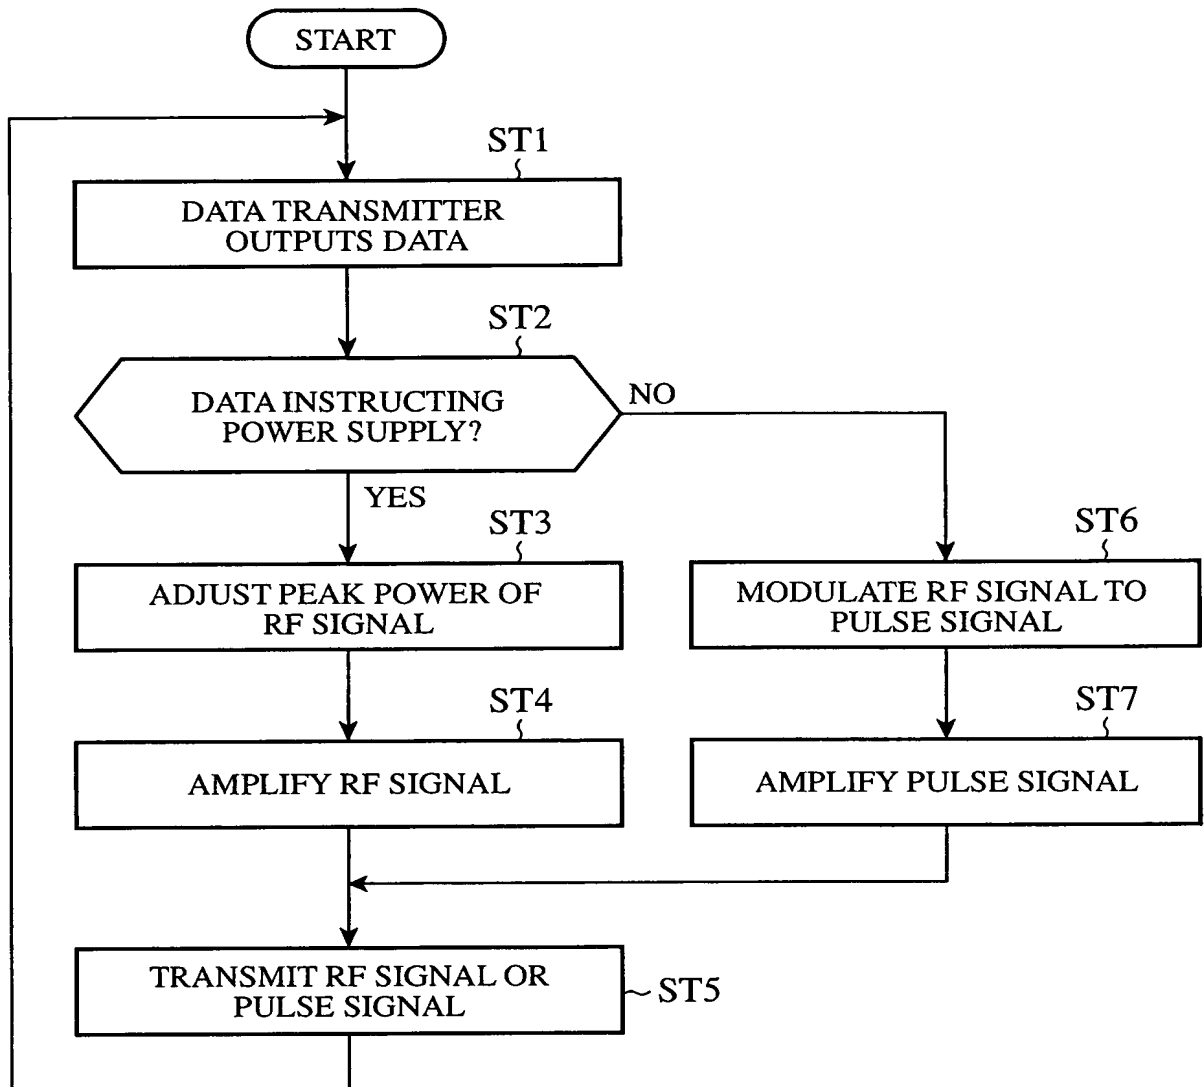 START
ST1
DATA TRANSMITTER
OUTPUTS DATA
ST2
DATA INSTRUCTING
POWER SUPPLY?
NO
YES
ST3
ADJUST PEAK POWER OF
RF SIGNAL
ST6
MODULATE RF SIGNAL TO
PULSE SIGNAL
ST4
AMPLIFY RF SIGNAL
ST7
AMPLIFY PULSE SIGNAL
TRANSMIT RF SIGNAL OR
PULSE SIGNAL
ST5